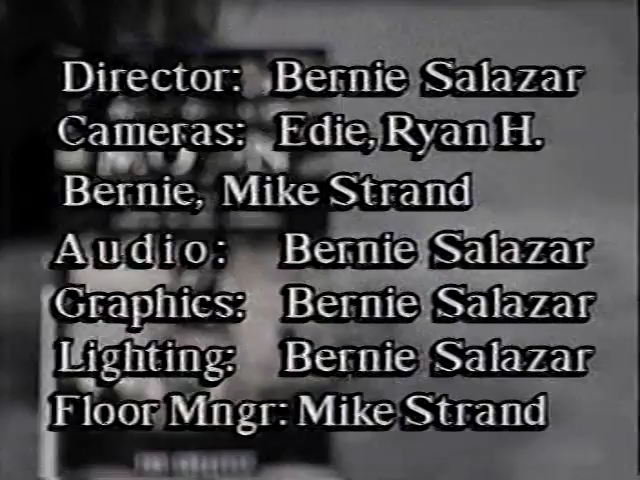 Director: Bernie Salazar
Cameras: Edie, Ryan H.
Bernie, Mike Strand
Audio: Bernie Salazar
Graphics: Bernie Salazar
Lighting: Bernie Salazar
Floor Mngr: Mike Strand